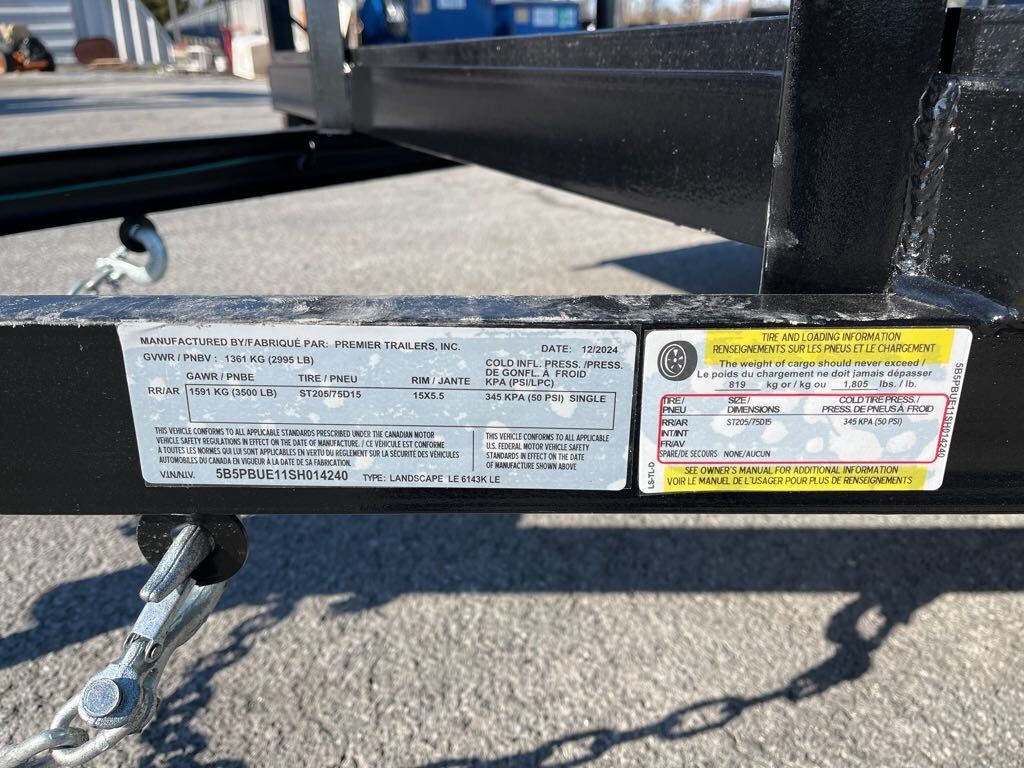 MANUFACTURED BY/FABRIQUÉ PAR: PREMIER TRAILERS, INC. DATE: 12/2024
GVWR / PNBV : 1361 KG (2995 LB)
COLD INFL. PRESS. /PRESS.
DE GONFL. À FROID
KPA (PSI/LPC)
GAWR / PNBE TIRE / PNEU RIM / JANTE
RR/AR 1591 KG (3500 LB) ST205/75D15 15X5.5 345 KPA (50 PSI) SINGLE
THIS VEHICLE CONFORMS TO ALL APPLICABLE STANDARDS PRESCRIBED UNDER THE CANADIAN MOTOR
VEHICLE SAFETY REGULATIONS IN EFFECT ON THE DATE OF MANUFACTURE. / CE VÉHICULE EST CONFORME
A TOUTES LES NORMES QUI LUI SONT APPLICABLES EN VERTU DU RÈGLEMENT SUR LA SÉCURITÉ DES VÉHICULES
AUTOMOBILES DU CANADA EN VIGUEUR À LA DATE DE SA FABRICATION.
THIS VEHICLE CONFORMS TO ALL APPLICABLE
U.S. FEDERAL MOTOR VEHICLE SAFETY
STANDARDS IN EFFECT ON THE DATE
OF MANUFACTURE SHOWN ABOVE
VIN/NIV. 5B5PBUE11SH014240 TYPE: LANDSCAPE LE 6143K LE
TIRE AND LOADING INFORMATION
RENSEIGNEMENTS SUR LES PNEUS ET LE CHARGEMENT
The weight of cargo should never exceed /
Le poids du chargement ne doit jamais dépasser
819 kg or / kg ou 1,805 lbs. / lb.
TIRE / SIZE / COLD TIRE PRESS. /
PNEU DIMENSIONS PRESS. DE PNEUS À FROID
RR/AR ST205/75D15 345 KPA (50 PSI)
INT/INT
FR/AV
SPARE/DE SECOURS NONE/AUCUN
SEE OWNER'S MANUAL FOR ADDITIONAL INFORMATION
VOIR LE MANUEL DE L'USAGER POUR PLUS DE RENSEIGNEMENTS
LS-TL-D
5B5PBUE11SH014240